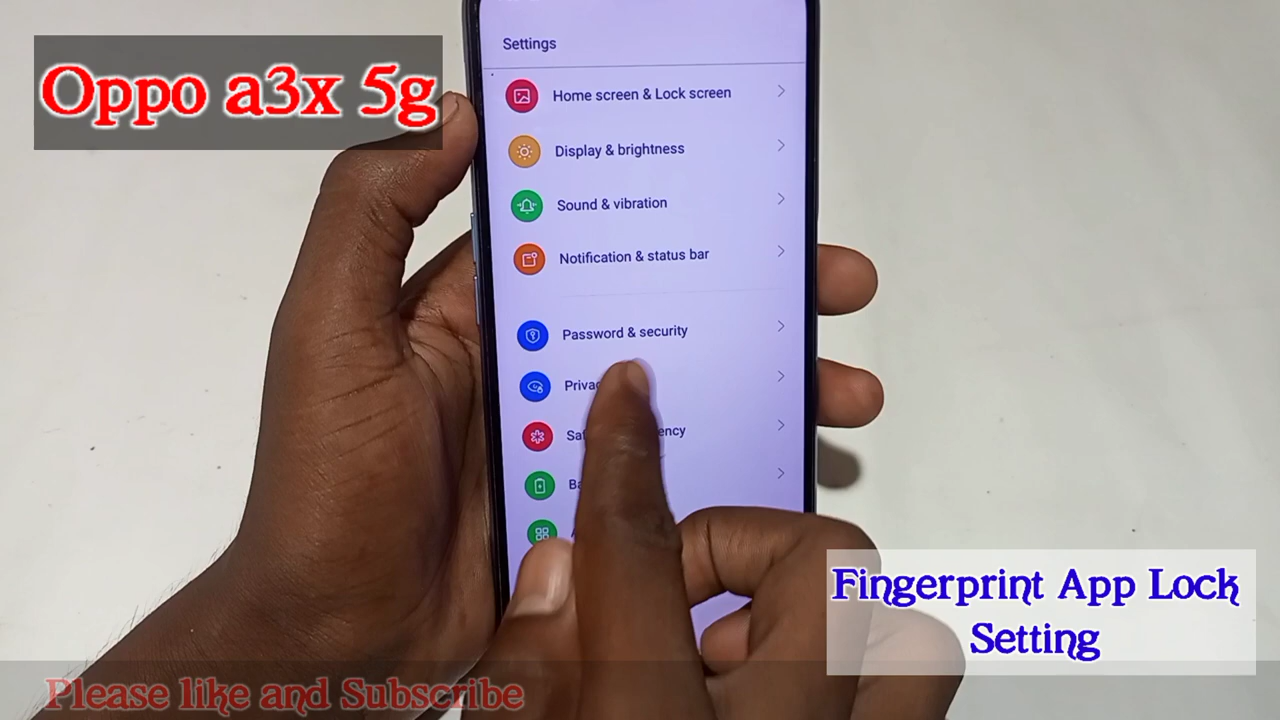 Settings
Oppo a3x 5g
Home screen & Lock screen
Display & brightness
Sound & vibration
Notification & status bar
Password & security
Fingerprint App Lock
Setting
Please like and Subscribe